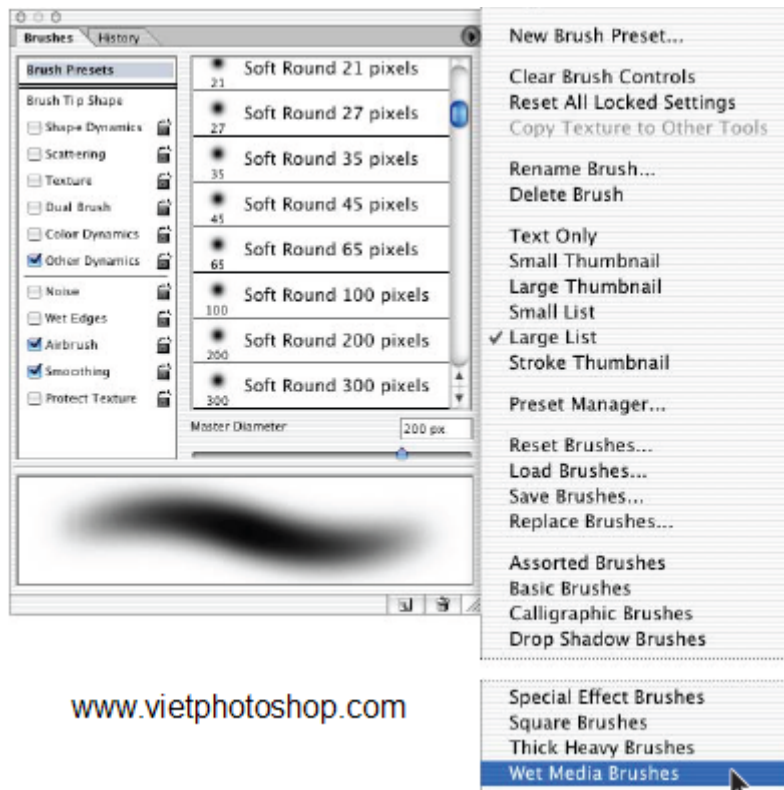 Brushes History
Brush Presets
Brush Tip Shape
Shape Dynamics
Scattering
Texture
Dual Brush
Color Dynamics
Other Dynamics
Noise
Wet Edges
Airbrush
Smoothing
Protect Texture
21 Soft Round 21 pixels
27 Soft Round 27 pixels
35 Soft Round 35 pixels
45 Soft Round 45 pixels
65 Soft Round 65 pixels
100 Soft Round 100 pixels
200 Soft Round 200 pixels
300 Soft Round 300 pixels
Master Diameter 200 px
New Brush Preset...
Clear Brush Controls
Reset All Locked Settings
Copy Texture to Other Tools
Rename Brush...
Delete Brush
Text Only
Small Thumbnail
Large Thumbnail
Small List
✓ Large List
Stroke Thumbnail
Preset Manager...
Reset Brushes...
Load Brushes...
Save Brushes...
Replace Brushes...
Assorted Brushes
Basic Brushes
Calligraphic Brushes
Drop Shadow Brushes
Special Effect Brushes
Square Brushes
Thick Heavy Brushes
Wet Media Brushes
www.vietphotoshop.com